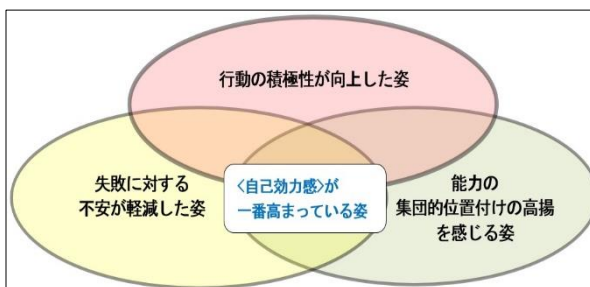 行動の積極性が向上した姿
失敗に対する
不安が軽減した姿
〈自己効力感〉が
一番高まっている姿
能力の
集団的位置付けの高揚
を感じる姿